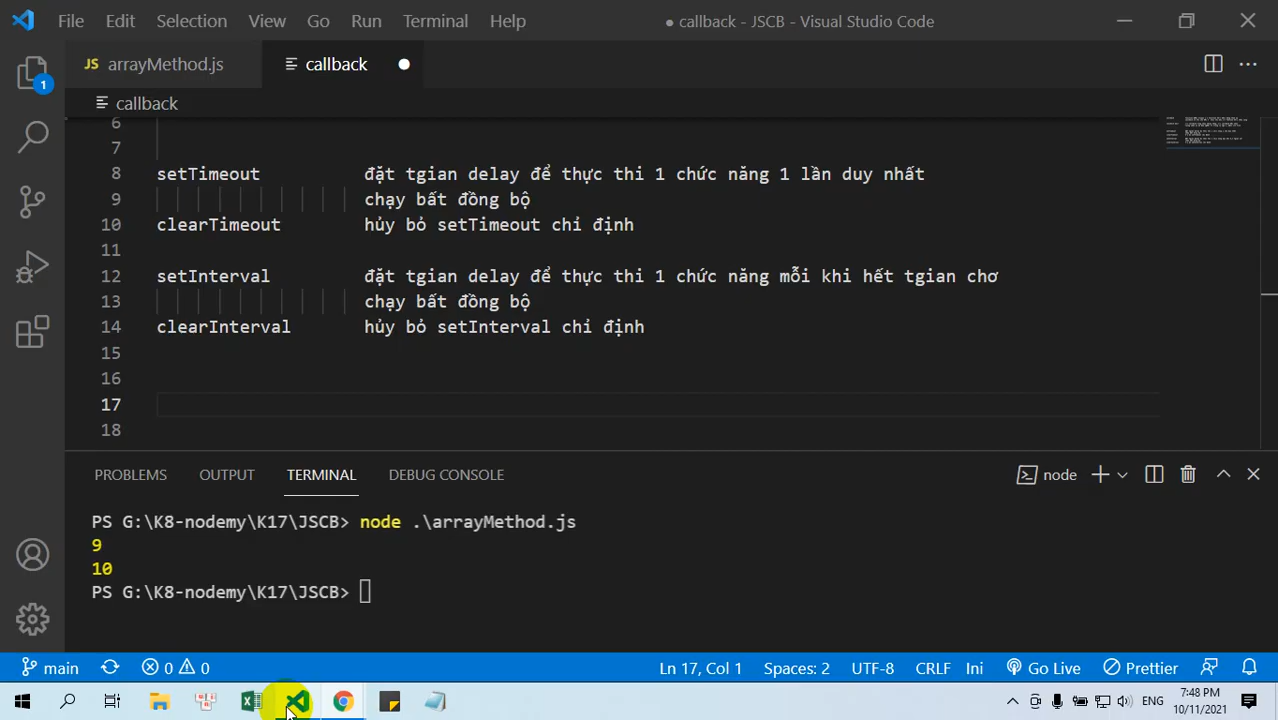 File Edit Selection View Go Run Terminal Help ● callback - JSCB - Visual Studio Code
JS arrayMethod.js callback
1
callback
6
7
8 setTimeout đặt tgian delay để thực thi 1 chức năng 1 lần duy nhất
9 chạy bất đồng bộ
10 clearTimeout hủy bỏ setTimeout chỉ định
11
12 setInterval đặt tgian delay để thực thi 1 chức năng mỗi khi hết tgian chơ
13 chạy bất đồng bộ
14 clearInterval hủy bỏ setInterval chỉ định
15
16
17
18
PROBLEMS OUTPUT TERMINAL DEBUG CONSOLE node
PS G:\K8-nodemy\K17\JSCB> node .\arrayMethod.js
9
10
PS G:\K8-nodemy\K17\JSCB>
main 0 0 Ln 17, Col 1 Spaces: 2 UTF-8 CRLF Ini Go Live Prettier
ENG 7:48 PM
10/11/2021